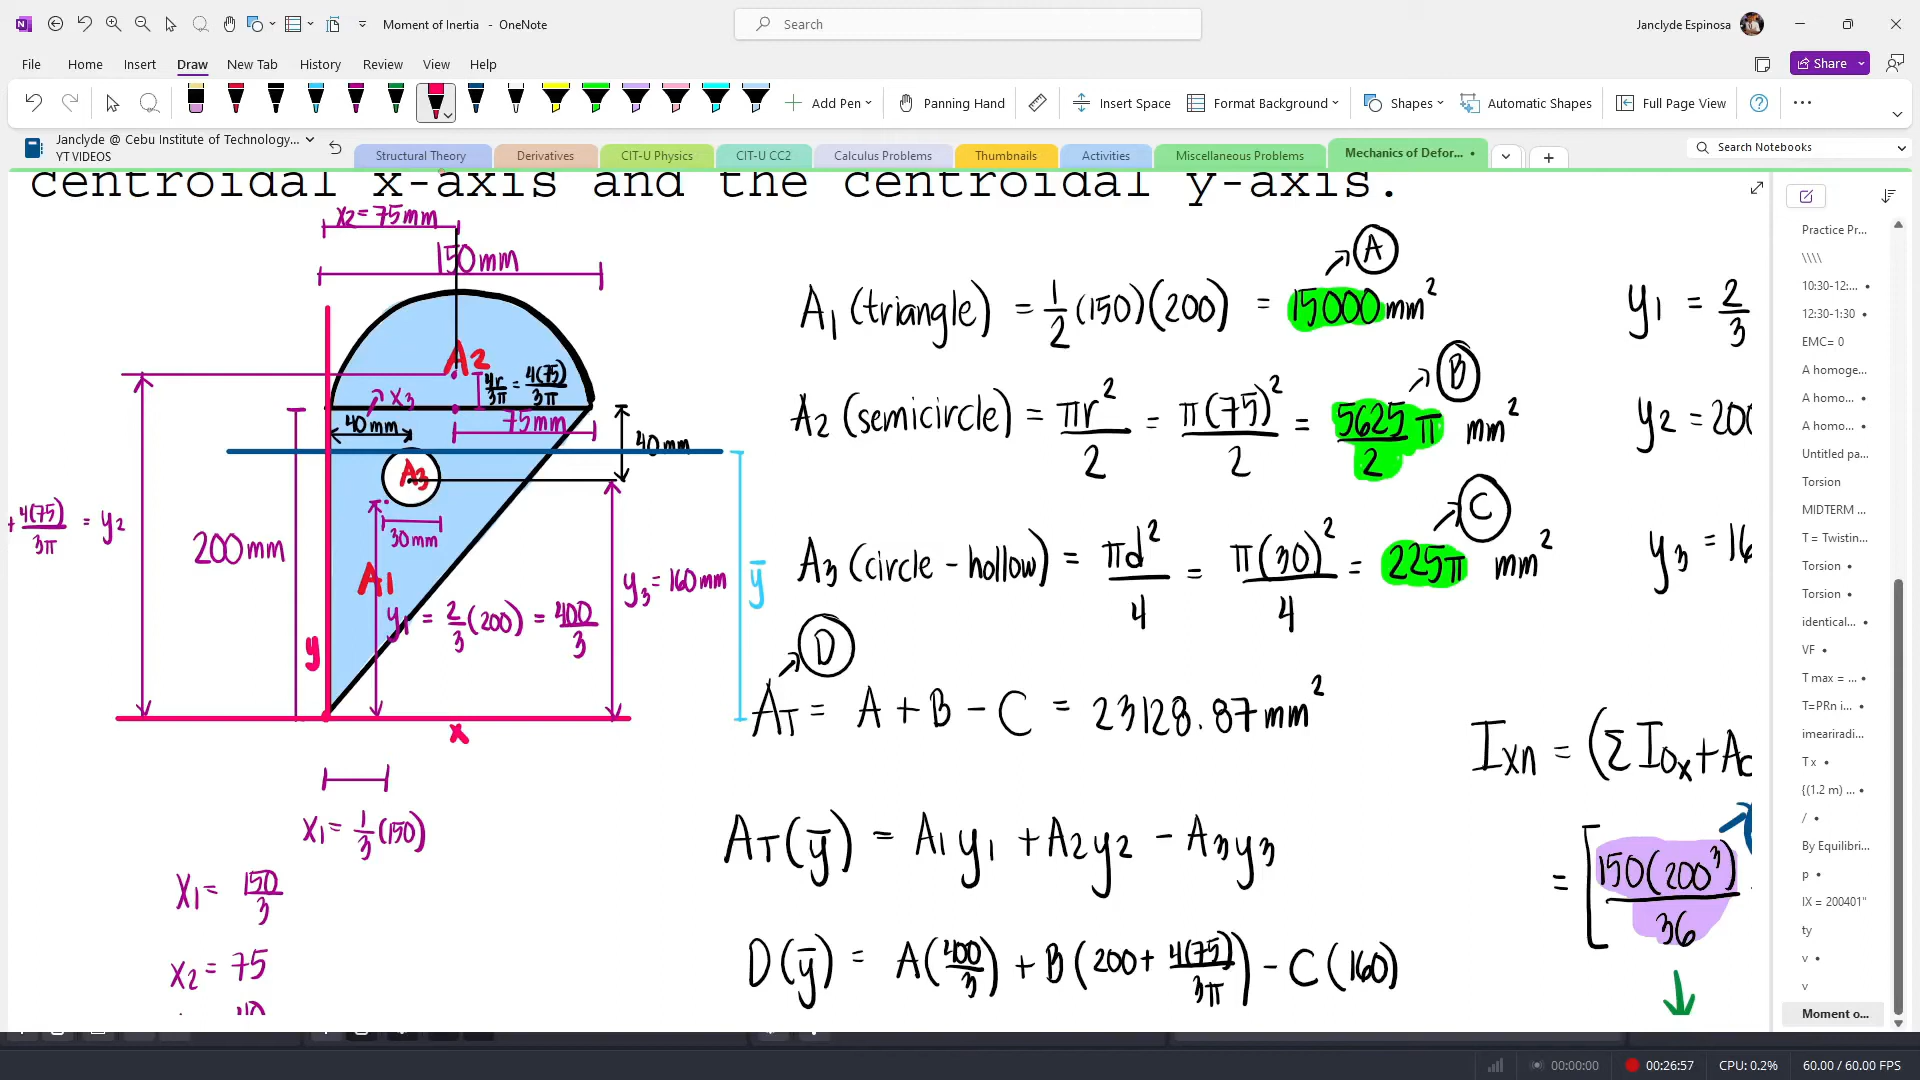 Moment of Inertia - OneNote
Search
Janclyde Espinosa
File Home Insert Draw New Tab History Review View Help
Share
Add Pen
Panning Hand
Insert Space
Format Background
Shapes
Automatic Shapes
Full Page View
Janclyde @ Cebu Institute of Technology...
YT VIDEOS
Structural Theory
Derivatives
CIT-U Physics
CIT-U CC2
Calculus Problems
Thumbnails
Activities
Miscellaneous Problems
Mechanics of Defor...
Search Notebooks
centroidal x-axis and the centroidal y-axis.
x2 = 75mm
150mm
A2
4r/3π = 4(75)/3π
x3
40mm
75mm
40mm
A3
+ 4(75)/3π = y2
200mm
30mm
A1
y1 = 2/3 (200) = 400/3
y3 = 160mm
ȳ
y
x
x1 = 1/3 (150)
x1 = 150/3
x2 = 75
A
A1 (triangle) = 1/2 (150)(200) = 15000 mm²
B
A2 (semicircle) = πr²/2 = π(75)²/2 = 5625π/2 mm²
C
A3 (circle - hollow) = πd²/4 = π(30)²/4 = 225π mm²
D
AT = A + B - C = 23128.87 mm²
AT(ȳ) = A1y1 + A2y2 - A3y3
D(ȳ) = A(400/3) + B(200 + 4(75)/3π) - C(160)
y1 = 2/3
y2 = 200
y3 = 16
Ixn = (Σ Iox + Ad
= [150(200³)/36
Practice Pr...
\\\\
10:30-12:...
12:30-1:30
EMC= 0
A homoge...
A homo...
A homo...
Untitled pa...
Torsion
MIDTERM ...
T = Twistin...
Torsion
Torsion
identical...
VF
T max = ...
T=PRn i...
imeariradi...
T x
{(1.2 m) ...
/
By Equilibri...
p
IX = 200401"
ty
v
v
Moment o...
00:00:00
00:26:57
CPU: 0.2%
60.00 / 60.00 FPS